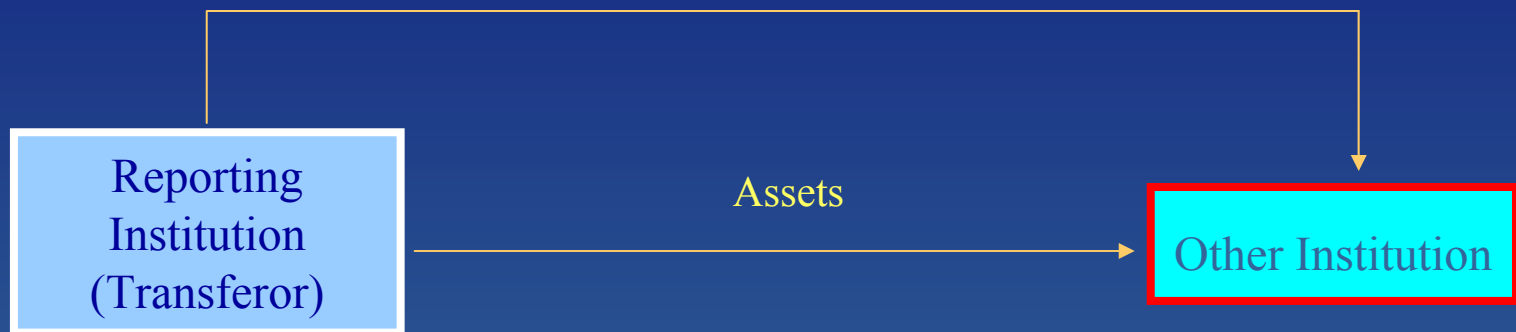 Reporting
Institution
(Transferor)
Assets
Other Institution